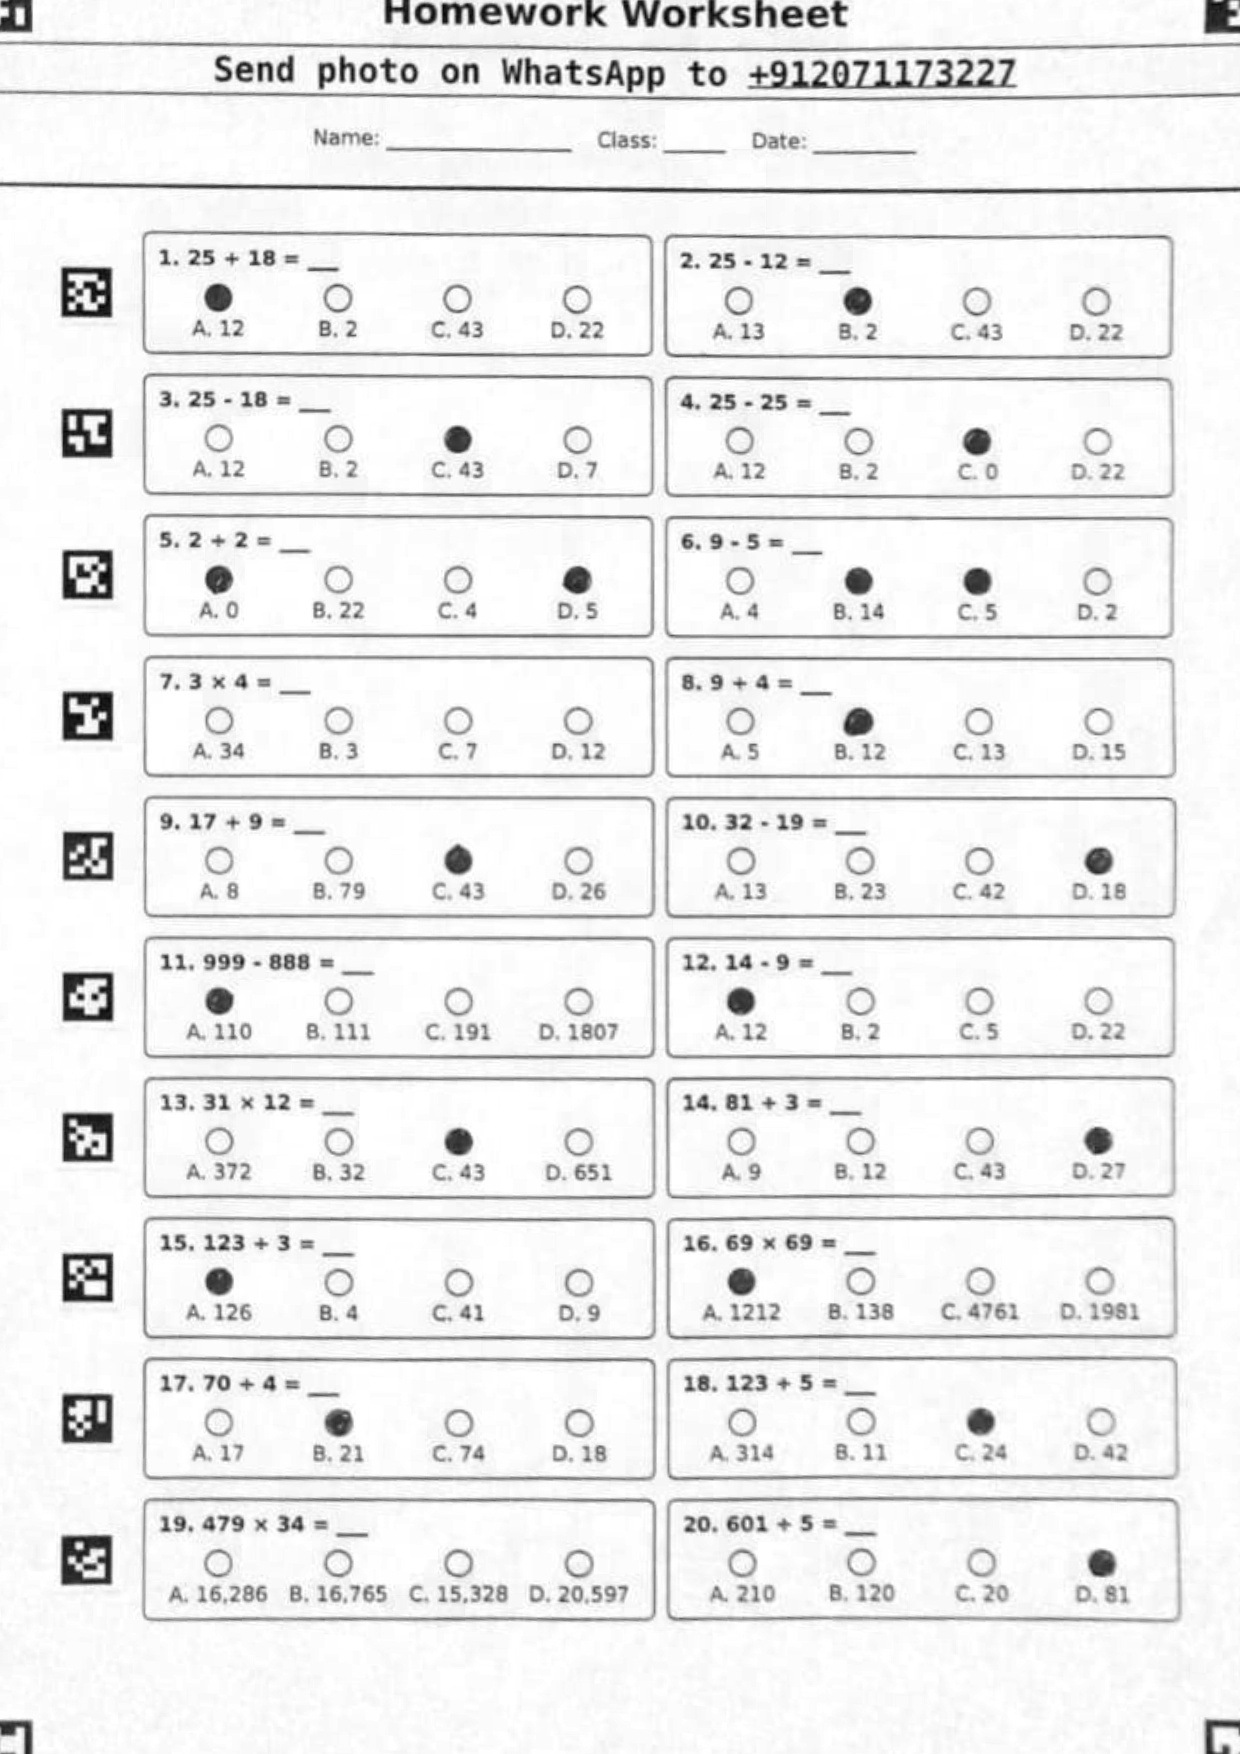 Homework Worksheet
Send photo on WhatsApp to +912071173227
Name: ____________ Class: ____ Date: _______
1. 25 + 18 = __
A. 12 B. 2 C. 43 D. 22
2. 25 - 12 = __
A. 13 B. 2 C. 43 D. 22
3. 25 - 18 = __
A. 12 B. 2 C. 43 D. 7
4. 25 - 25 = __
A. 12 B. 2 C. 0 D. 22
5. 2 + 2 = __
A. 0 B. 22 C. 4 D. 5
6. 9 - 5 = __
A. 4 B. 14 C. 5 D. 2
7. 3 × 4 = __
A. 34 B. 3 C. 7 D. 12
8. 9 + 4 = __
A. 5 B. 12 C. 13 D. 15
9. 17 + 9 = __
A. 8 B. 79 C. 43 D. 26
10. 32 - 19 = __
A. 13 B. 23 C. 42 D. 18
11. 999 - 888 = __
A. 110 B. 111 C. 191 D. 1807
12. 14 - 9 = __
A. 12 B. 2 C. 5 D. 22
13. 31 × 12 = __
A. 372 B. 32 C. 43 D. 651
14. 81 ÷ 3 = __
A. 9 B. 12 C. 43 D. 27
15. 123 + 3 = __
A. 126 B. 4 C. 41 D. 9
16. 69 × 69 = __
A. 1212 B. 138 C. 4761 D. 1981
17. 70 + 4 = __
A. 17 B. 21 C. 74 D. 18
18. 123 + 5 = __
A. 314 B. 11 C. 24 D. 42
19. 479 × 34 = __
A. 16,286 B. 16,765 C. 15,328 D. 20,597
20. 601 + 5 = __
A. 210 B. 120 C. 20 D. 81